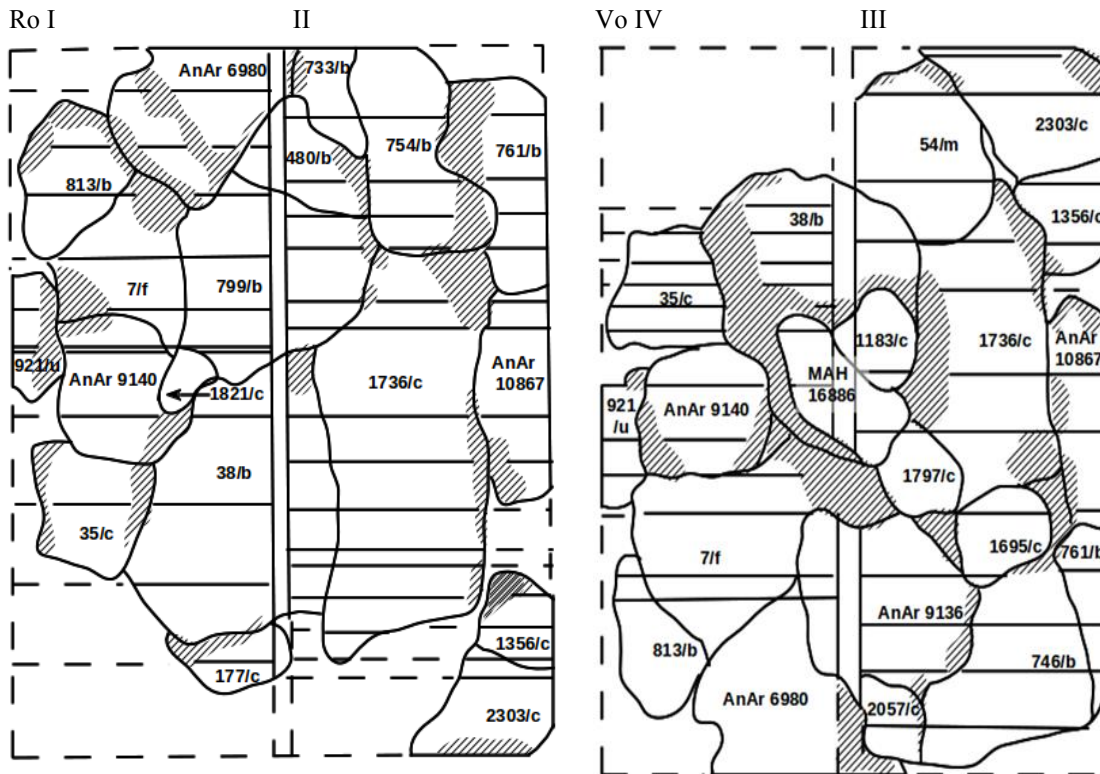 Ro I II Vo IV III
AnAr 6980
733/b
480/b
754/b
761/b
813/b
7/f
799/b
921/u
AnAr 9140
1821/c
1736/c
AnAr
10867
38/b
35/c
1356/c
177/c
2303/c
54/m
2303/c
38/b
1356/c
35/c
1183/c
1736/c
AnAr
10867
MAH
16886
921
/u
AnAr 9140
1797/c
1695/c
761/b
7/f
AnAr 9136
813/b
746/b
AnAr 6980
2057/c